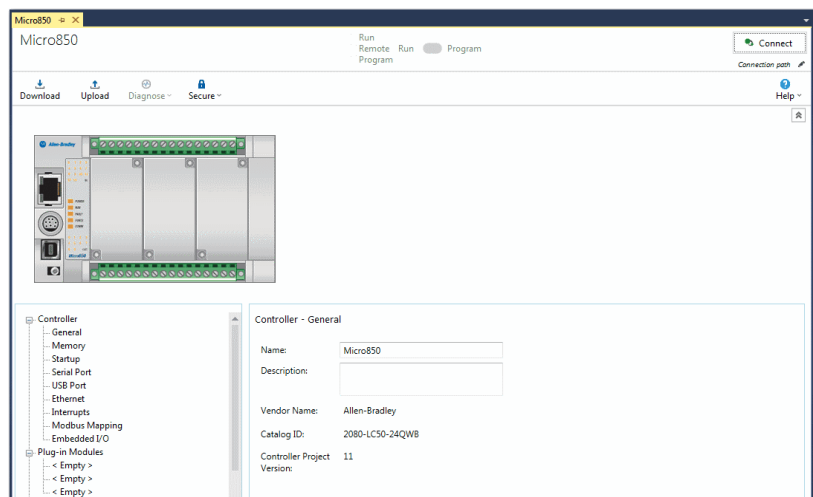 Micro850
Micro850
Run
Remote Run Program
Program
Connect
Connection path
Download Upload Diagnose Secure Help
Allen-Bradley
Micro850
Controller
General
Memory
Startup
Serial Port
USB Port
Ethernet
Interrupts
Modbus Mapping
Embedded I/O
Plug-in Modules
< Empty >
< Empty >
< Empty >
Controller - General
Name: Micro850
Description:
Vendor Name: Allen-Bradley
Catalog ID: 2080-LC50-24QWB
Controller Project 11
Version: